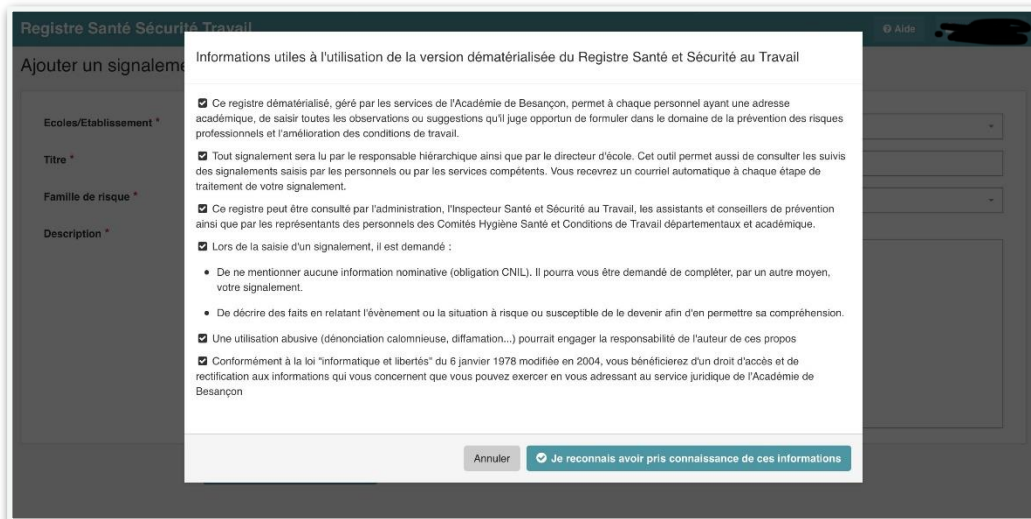 Registre Santé Sécurité Travail
Aide
Ajouter un signaleme
Informations utiles à l'utilisation de la version dématérialisée du Registre Santé et Sécurité au Travail
Ce registre dématérialisé, géré par les services de l'Académie de Besançon, permet à chaque personnel ayant une adresse
académique, de saisir toutes les observations ou suggestions qu'il juge opportun de formuler dans le domaine de la prévention des risques
professionnels et l'amélioration des conditions de travail.
Tout signalement sera lu par le responsable hiérarchique ainsi que par le directeur d'école. Cet outil permet aussi de consulter les suivis
des signalements saisis par les personnels ou par les services compétents. Vous recevrez un courriel automatique à chaque étape de
traitement de votre signalement.
Ce registre peut être consulté par l'administration, l'Inspecteur Santé et Sécurité au Travail, les assistants et conseillers de prévention
ainsi que par les représentants des personnels des Comités Hygiène Santé et Conditions de Travail départementaux et académique.
Lors de la saisie d'un signalement, il est demandé :
• De ne mentionner aucune information nominative (obligation CNIL). Il pourra vous être demandé de compléter, par un autre moyen,
votre signalement.
• De décrire des faits en relatant l'évènement ou la situation à risque ou susceptible de le devenir afin d'en permettre sa compréhension.
Une utilisation abusive (dénonciation calomnieuse, diffamation...) pourrait engager la responsabilité de l'auteur de ces propos
Conformément à la loi "informatique et libertés" du 6 janvier 1978 modifiée en 2004, vous bénéficierez d'un droit d'accès et de
rectification aux informations qui vous concernent que vous pouvez exercer en vous adressant au service juridique de l'Académie de
Besançon
Annuler
Je reconnais avoir pris connaissance de ces informations
Ecoles/Etablissement *
Titre *
Famille de risque *
Description *